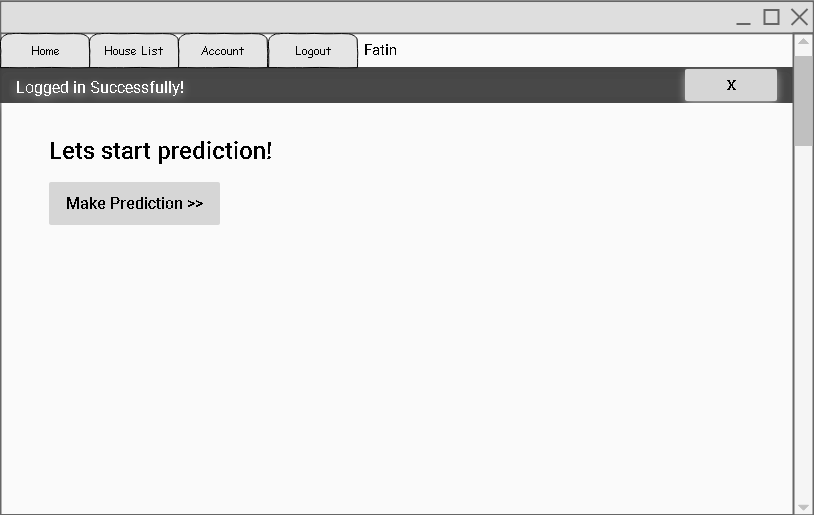 Home House List Account Logout Fatin
Logged in Successfully! X
Lets start prediction!
Make Prediction >>